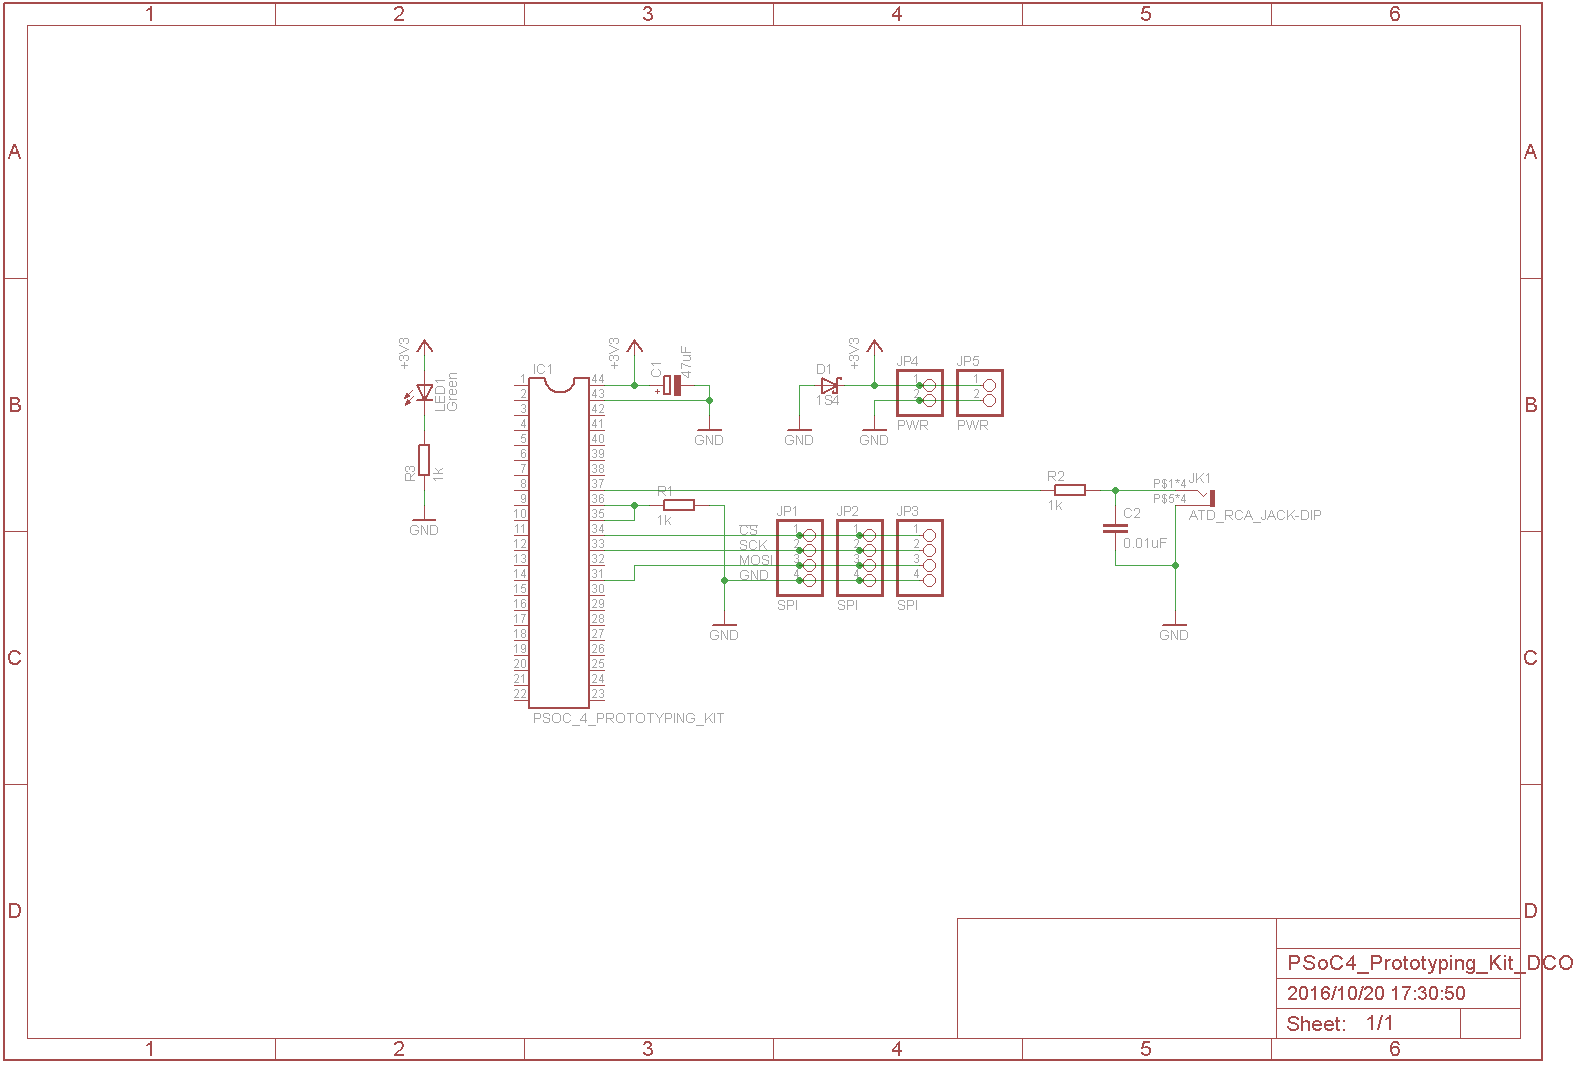 1 2 3 4 5 6
A A
+3V3
LED1
Green
R3
1k
GND
IC1
+3V3
C1
+
47uF
GND
D1
1S4
GND
+3V3
GND
JP4
1
2
PWR
JP5
1
2
PWR
B B
1 44
2 43
3 42
4 41
5 40
6 39
7 38
8 37
9 36
10 35
11 34
12 33
13 32
14 31
15 30
16 29
17 28
18 27
19 26
20 25
21 24
22 23
PSOC_4_PROTOTYPING_KIT
R1
1k
CS
SCK
MOSI
GND
GND
JP1
1
2
3
4
SPI
JP2
1
2
3
4
SPI
JP3
1
2
3
4
SPI
R2
1k
C2
0.01uF
P$1*4
P$5*4
JK1
ATD_RCA_JACK-DIP
GND
C C
D D
PSoC4_Prototyping_Kit_DCO
2016/10/20 17:30:50
Sheet: 1/1
1 2 3 4 5 6